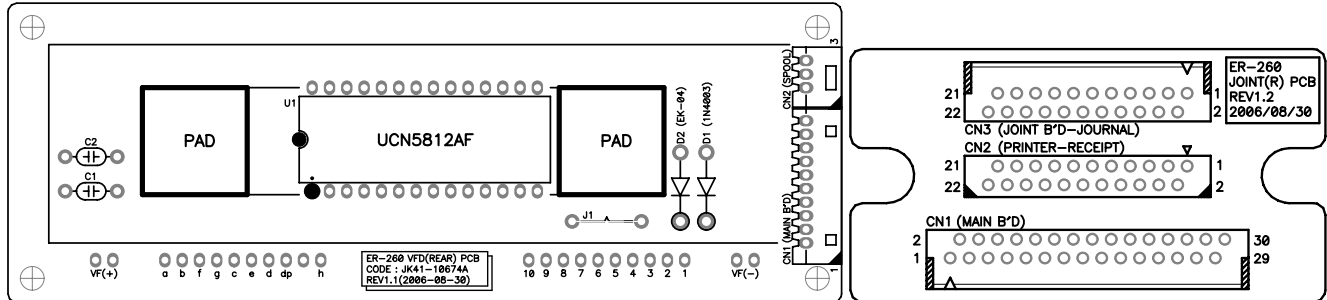 C2
C1
PAD
U1
UCN5812AF
PAD
J1
D2 (EK-04)
D1 (1N4003)
CN2 (SPOOL)
3
CN1 (MAIN B'D)
1
VF(+)
a b f g c e d dp h
ER-260 VFD(REAR) PCB
CODE : JK41-10674A
REV1.1(2006-08-30)
10 9 8 7 6 5 4 3 2 1
VF(-)
21 1
22 2
CN3 (JOINT B'D-JOURNAL)
ER-260
JOINT(R) PCB
REV1.2
2006/08/30
CN2 (PRINTER-RECEIPT)
21 1
22 2
CN1 (MAIN B'D)
2 30
1 29